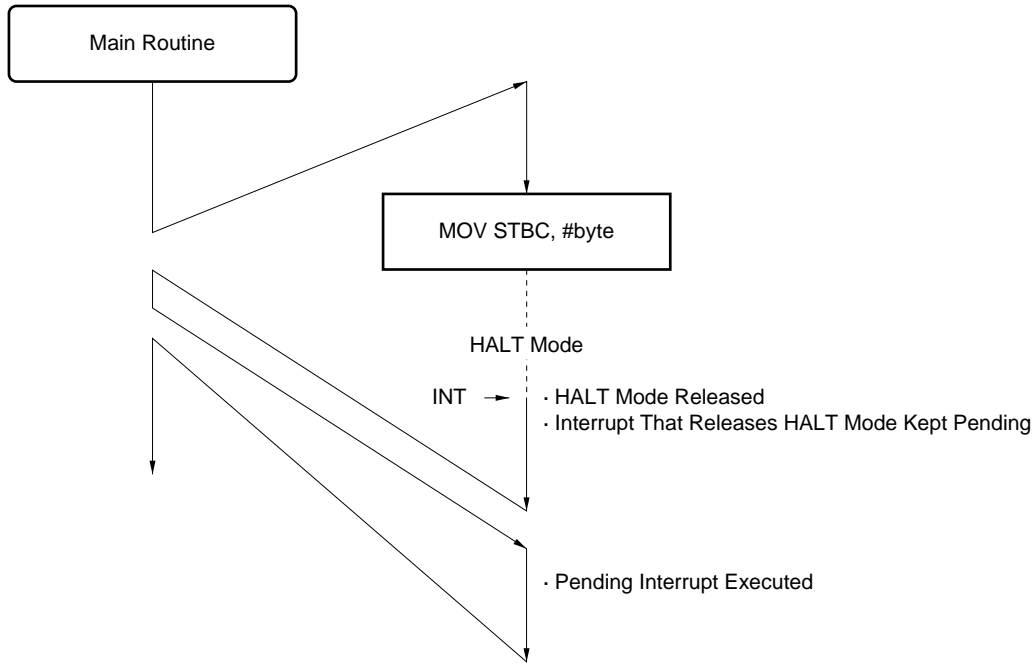 Main Routine
MOV STBC, #byte
HALT Mode
INT
· HALT Mode Released
· Interrupt That Releases HALT Mode Kept Pending
· Pending Interrupt Executed